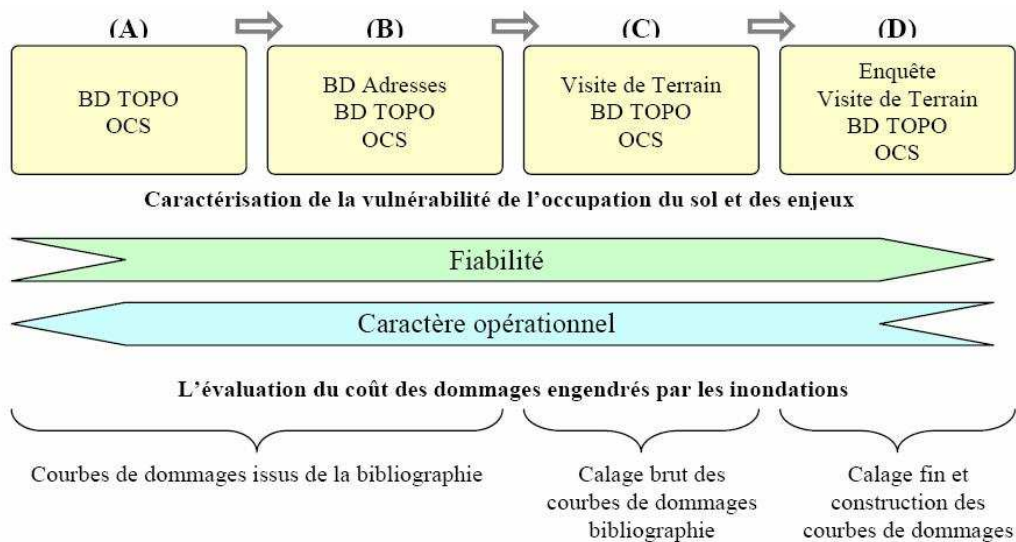 (A)
(B)
(C)
(D)
BD TOPO
OCS
BD Adresses
BD TOPO
OCS
Visite de Terrain
BD TOPO
OCS
Enquête
Visite de Terrain
BD TOPO
OCS
Caractérisation de la vulnérabilité de l'occupation du sol et des enjeux
Fiabilité
Caractère opérationnel
L'évaluation du coût des dommages engendrés par les inondations
Courbes de dommages issus de la bibliographie
Calage brut des
courbes de dommages
bibliographie
Calage fin et
construction des
courbes de dommages